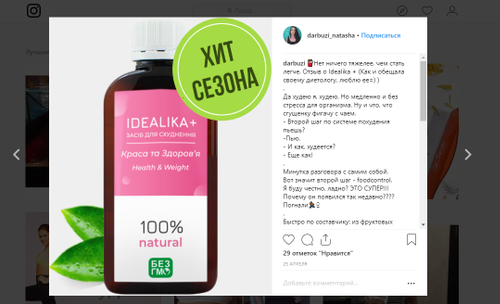 darbuzi_natasha • Подписаться
ХИТ
СЕЗОНА
IDEALIKA+
ЗАСІБ ДЛЯ СХУДНЕННЯ
Краса та Здоров'я
Health & Weight
100%
natural
БЕЗ
ГМО
darbuzi Нет ничего тяжелее, чем стать
легче. Отзыв о Idealika + (Как и обещала
своему диетологу, люблю ее:) )
.
Да худею я, худею. Но медленно и без
стресса для организма. Ну и что, что
сгущенку фигачу с чаем.
- Второй шаг по системе похудения
пьешь?
-Пью.
- И как, худеется?
- Еще как!
.
Минутка разговора с самим собой.
Вот значит второй шаг - foodcontrol.
Я буду честно, ладно? ЭТО СУПЕР!!!
Почему он появился так недавно????
Погнали
.
Быстро по составчику: из фруктовых
29 отметок "Нравится"
Добавьте комментарий...